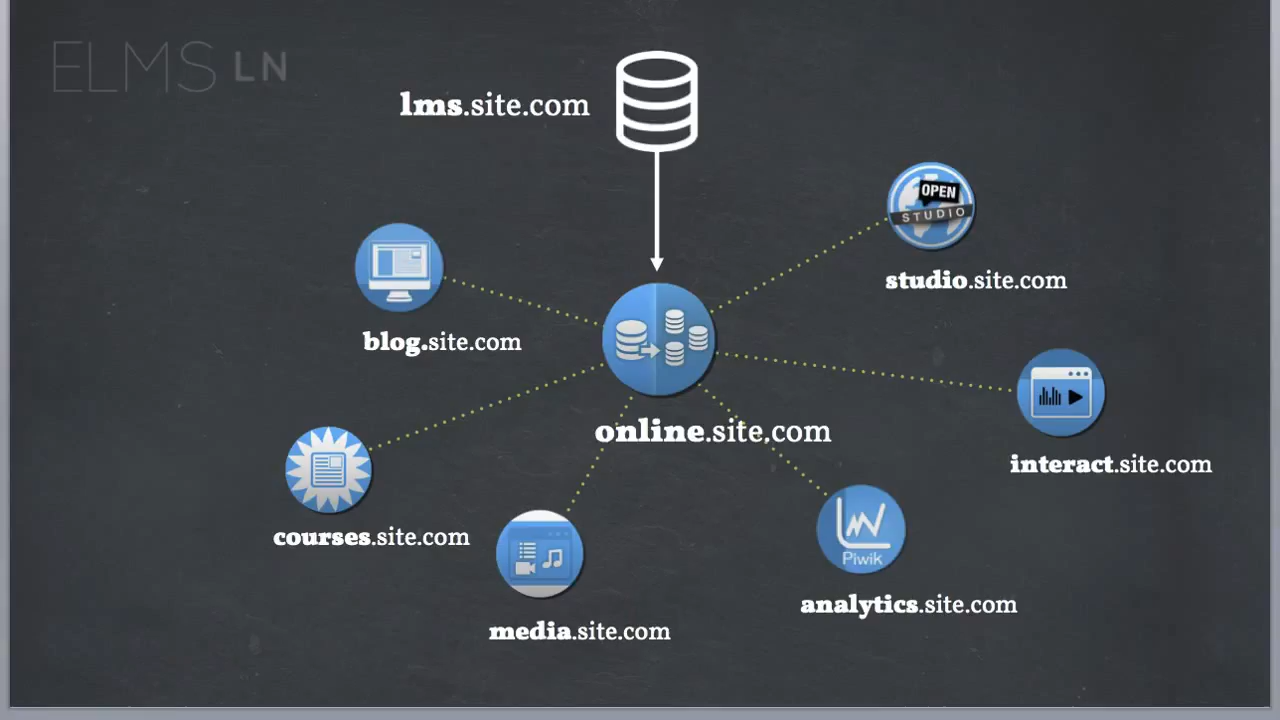 ELMS LN
lms.site.com
OPEN
STUDIO
studio.site.com
blog.site.com
online.site.com
interact.site.com
courses.site.com
Piwik
analytics.site.com
media.site.com